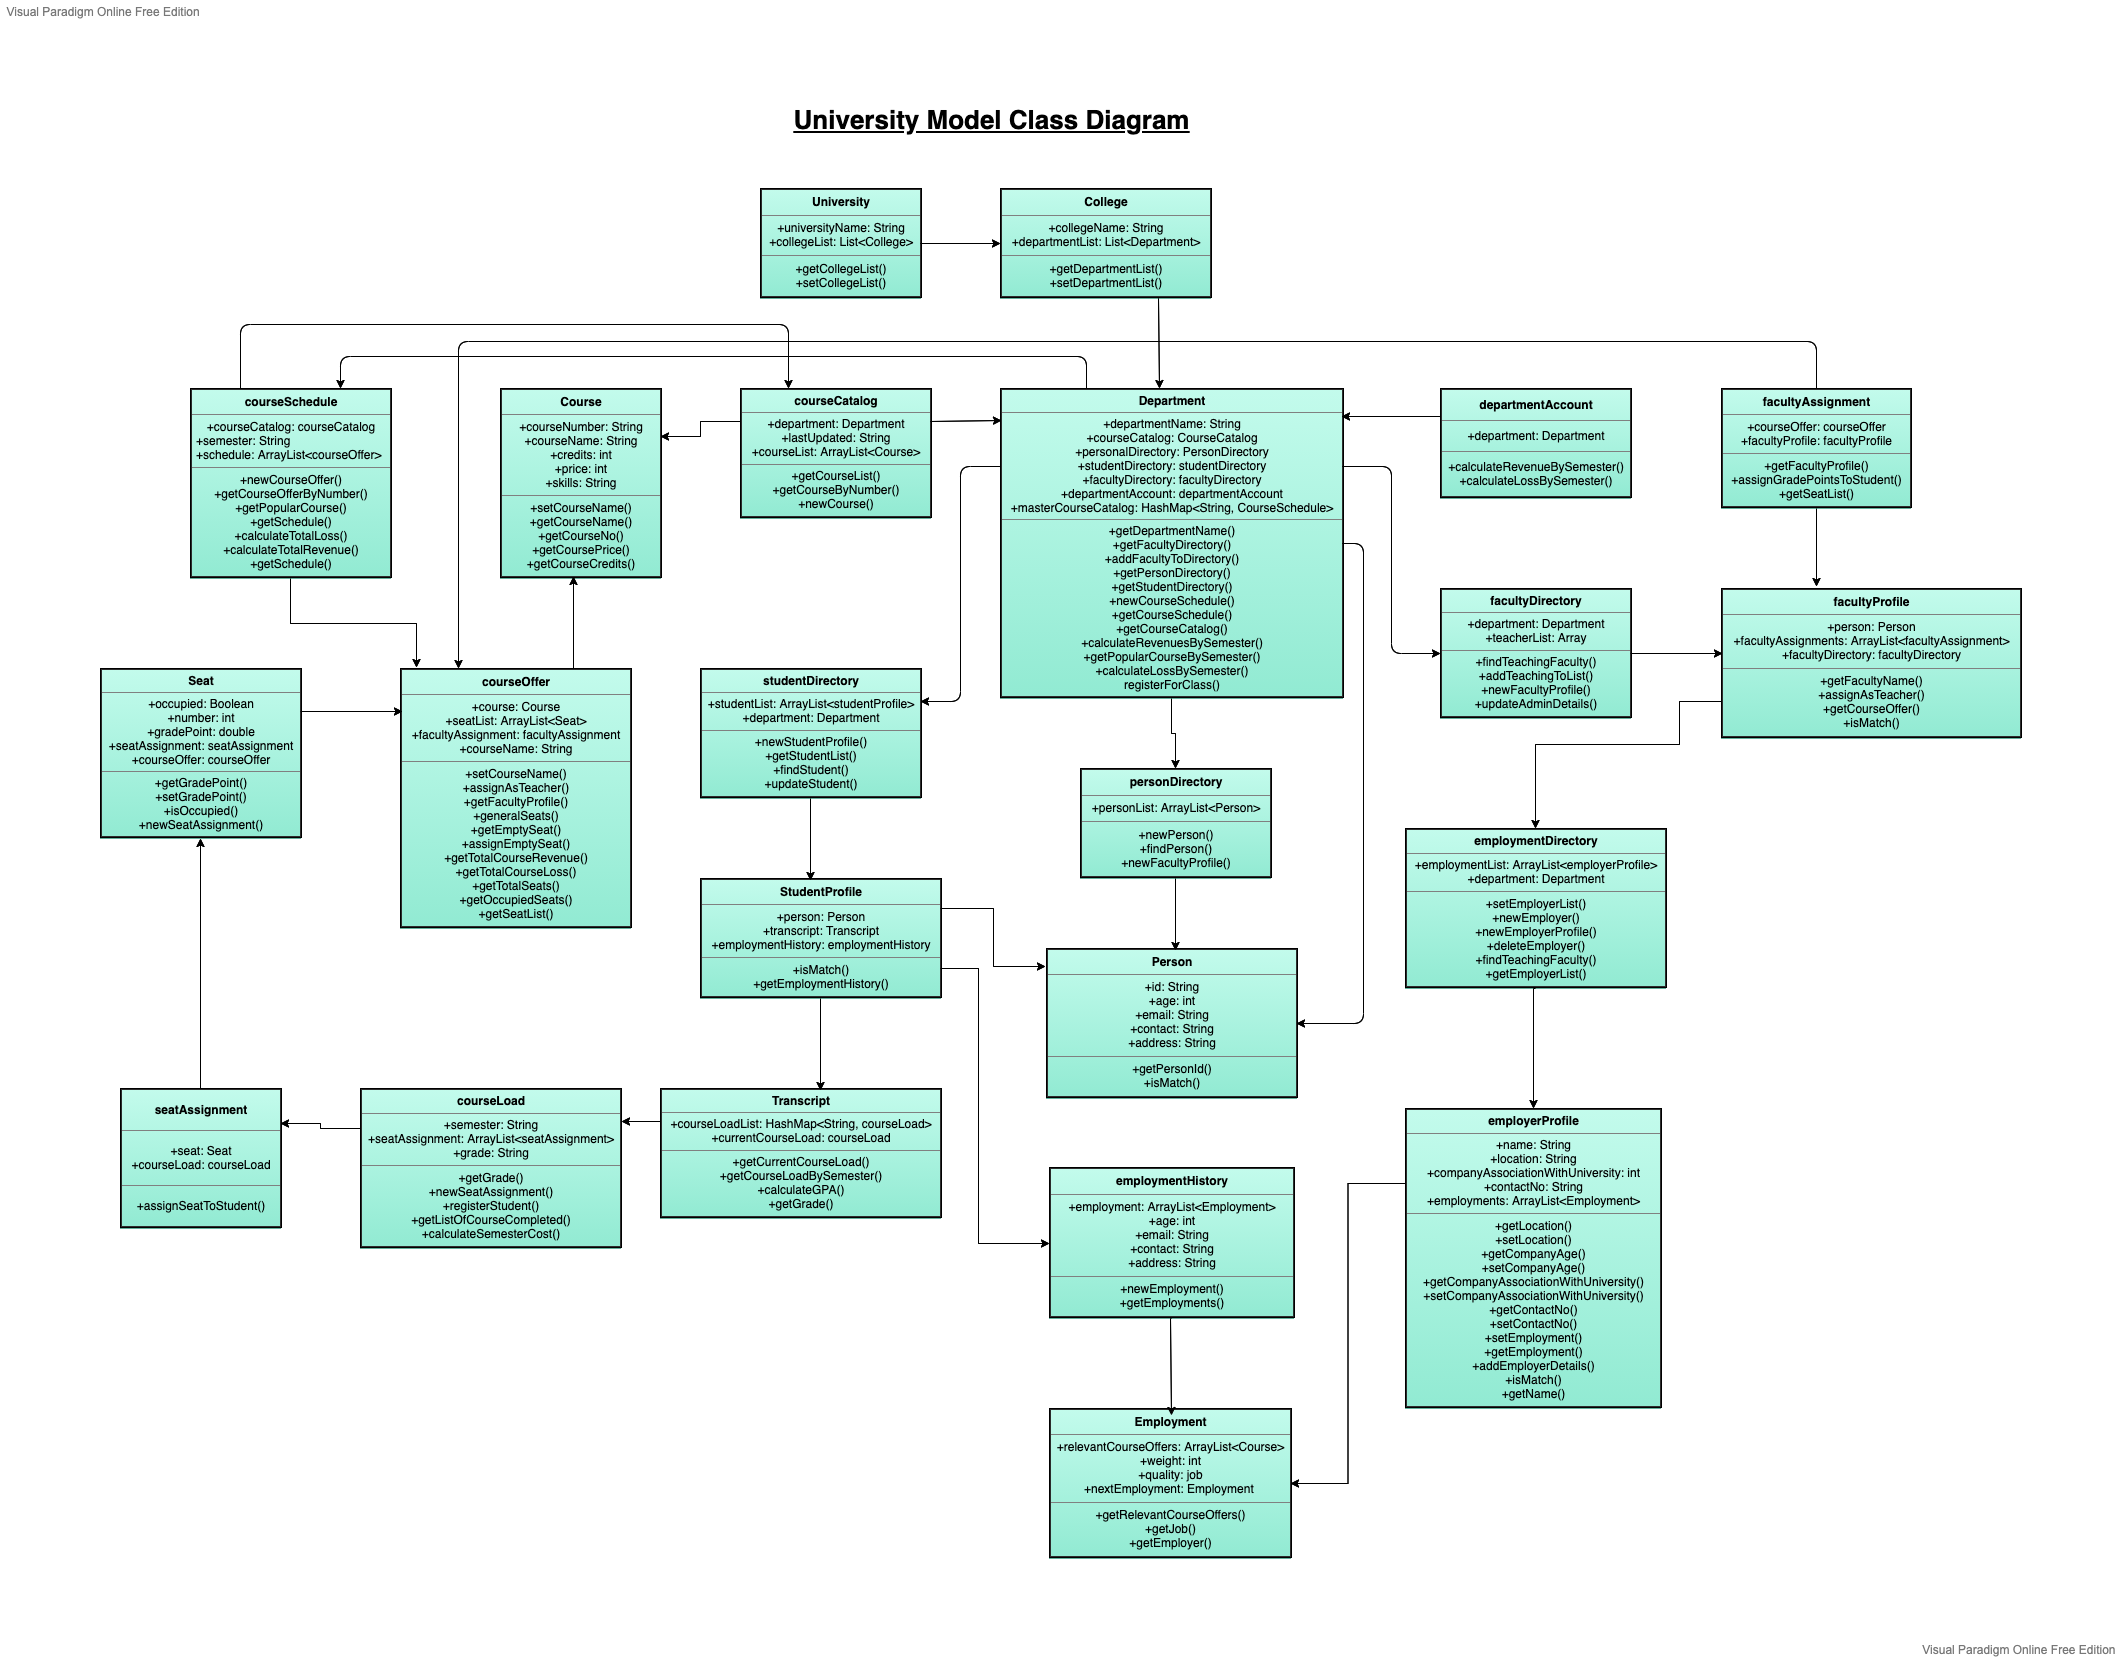 Visual Paradigm Online Free Edition
University Model Class Diagram
University
+universityName: String
+collegeList: List<College>
+getCollegeList()
+setCollegeList()
College
+collegeName: String
+departmentList: List<Department>
+getDepartmentList()
+setDepartmentList()
courseSchedule
+courseCatalog: courseCatalog
+semester: String
+schedule: ArrayList<courseOffer>
+newCourseOffer()
+getCourseOfferByNumber()
+getPopularCourse()
+getSchedule()
+calculateTotalLoss()
+calculateTotalRevenue()
+getSchedule()
Course
+courseNumber: String
+courseName: String
+credits: int
+price: int
+skills: String
+setCourseName()
+getCourseName()
+getCourseNo()
+getCoursePrice()
+getCourseCredits()
courseCatalog
+department: Department
+lastUpdated: String
+courseList: ArrayList<Course>
+getCourseList()
+getCourseByNumber()
+newCourse()
Department
+departmentName: String
+courseCatalog: CourseCatalog
+personalDirectory: PersonDirectory
+studentDirectory: studentDirectory
+facultyDirectory: facultyDirectory
+departmentAccount: departmentAccount
+masterCourseCatalog: HashMap<String, CourseSchedule>
+getDepartmentName()
+getFacultyDirectory()
+addFacultyToDirectory()
+getPersonDirectory()
+getStudentDirectory()
+newCourseSchedule()
+getCourseSchedule()
+getCourseCatalog()
+calculateRevenuesBySemester()
+getPopularCourseBySemester()
+calculateLossBySemester()
registerForClass()
departmentAccount
+department: Department
+calculateRevenueBySemester()
+calculateLossBySemester()
facultyAssignment
+courseOffer: courseOffer
+facultyProfile: facultyProfile
+getFacultyProfile()
+assignGradePointsToStudent()
+getSeatList()
facultyDirectory
+department: Department
+teacherList: Array
+findTeachingFaculty()
+addTeachingToList()
+newFacultyProfile()
+updateAdminDetails()
facultyProfile
+person: Person
+facultyAssignments: ArrayList<facultyAssignment>
+facultyDirectory: facultyDirectory
+getFacultyName()
+assignAsTeacher()
+getCourseOffer()
+isMatch()
Seat
+occupied: Boolean
+number: int
+gradePoint: double
+seatAssignment: seatAssignment
+courseOffer: courseOffer
+getGradePoint()
+setGradePoint()
+isOccupied()
+newSeatAssignment()
courseOffer
+course: Course
+seatList: ArrayList<Seat>
+facultyAssignment: facultyAssignment
+courseName: String
+setCourseName()
+assignAsTeacher()
+getFacultyProfile()
+generalSeats()
+getEmptySeat()
+assignEmptySeat()
+getTotalCourseRevenue()
+getTotalCourseLoss()
+getTotalSeats()
+getOccupiedSeats()
+getSeatList()
studentDirectory
+studentList: ArrayList<studentProfile>
+department: Department
+newStudentProfile()
+getStudentList()
+findStudent()
+updateStudent()
personDirectory
+personList: ArrayList<Person>
+newPerson()
+findPerson()
+newFacultyProfile()
employmentDirectory
+employmentList: ArrayList<employerProfile>
+department: Department
+setEmployerList()
+newEmployer()
+newEmployerProfile()
+deleteEmployer()
+findTeachingFaculty()
+getEmployerList()
StudentProfile
+person: Person
+transcript: Transcript
+employmentHistory: employmentHistory
+isMatch()
+getEmploymentHistory()
Person
+id: String
+age: int
+email: String
+contact: String
+address: String
+getPersonId()
+isMatch()
seatAssignment
+seat: Seat
+courseLoad: courseLoad
+assignSeatToStudent()
courseLoad
+semester: String
+seatAssignment: ArrayList<seatAssignment>
+grade: String
+getGrade()
+newSeatAssignment()
+registerStudent()
+getListOfCourseCompleted()
+calculateSemesterCost()
Transcript
+courseLoadList: HashMap<String, courseLoad>
+currentCourseLoad: courseLoad
+getCurrentCourseLoad()
+getCourseLoadBySemester()
+calculateGPA()
+getGrade()
employmentHistory
+employment: ArrayList<Employment>
+age: int
+email: String
+contact: String
+address: String
+newEmployment()
+getEmployments()
employerProfile
+name: String
+location: String
+companyAssociationWithUniversity: int
+contactNo: String
+employments: ArrayList<Employment>
+getLocation()
+setLocation()
+getCompanyAge()
+setCompanyAge()
+getCompanyAssociationWithUniversity()
+setCompanyAssociationWithUniversity()
+getContactNo()
+setContactNo()
+setEmployment()
+getEmployment()
+addEmployerDetails()
+isMatch()
+getName()
Employment
+relevantCourseOffers: ArrayList<Course>
+weight: int
+quality: job
+nextEmployment: Employment
+getRelevantCourseOffers()
+getJob()
+getEmployer()
Visual Paradigm Online Free Edition